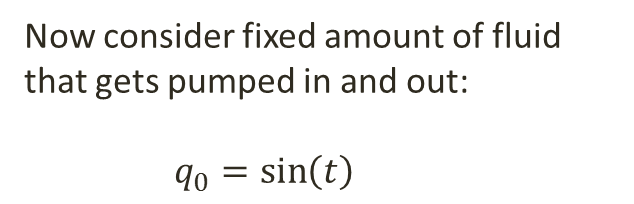 Now consider fixed amount of fluid
that gets pumped in and out:
q₀ = sin(t)